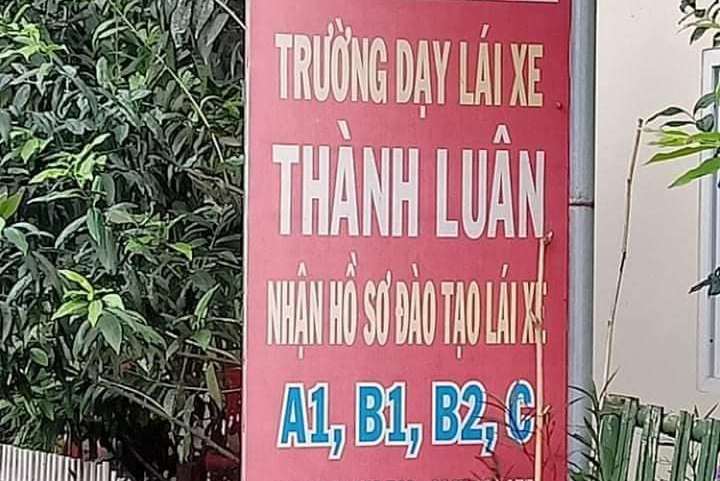 TRƯỜNG DẠY LÁI XE
THÀNH LUÂN
NHẬN HỒ SƠ ĐÀO TẠO LÁI XE
A1, B1, B2, C